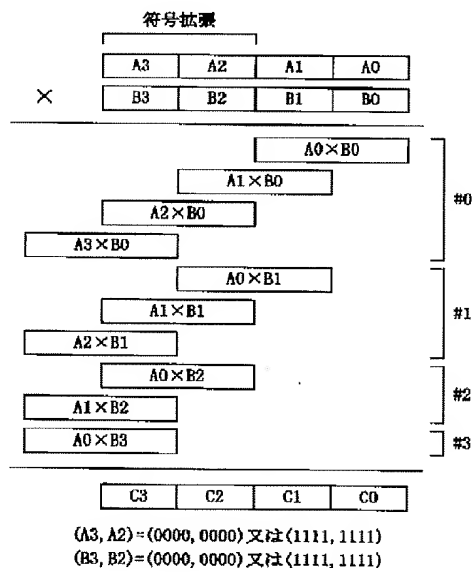 符号拡張
A3 A2 A1 A0
× B3 B2 B1 B0
A0×B0
A1×B0
A2×B0
A3×B0
#0
A0×B1
A1×B1
A2×B1
#1
A0×B2
A1×B2
#2
A0×B3
#3
C3 C2 C1 C0
(A3,A2)=(0000,0000)又は(1111,1111)
(B3,B2)=(0000,0000)又は(1111,1111)